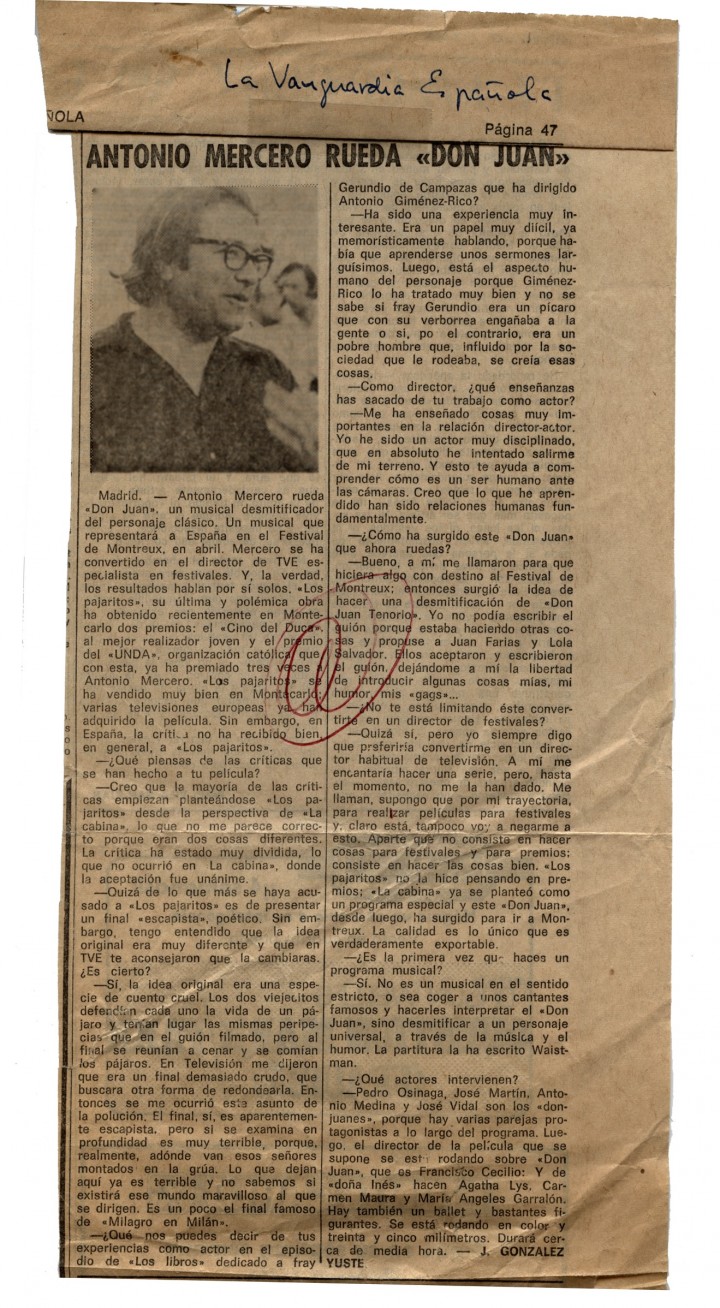 La Vanguardia Española
ÑOLA
Página 47
ANTONIO MERCERO RUEDA «DON JUAN»
Madrid. — Antonio Mercero rueda
«Don Juan», un musical desmitificador
del personaje clásico. Un musical que
representará a España en el Festival
de Montreux, en abril. Mercero se ha
convertido en el director de TVE es-
pecialista en festivales. Y, la verdad,
los resultados hablan por sí solos. «Los
pajaritos», su última y polémica obra
ha obtenido recientemente en Monte-
carlo dos premios: el «Cino del Duca»,
al mejor realizador joven y el premio
del «UNDA», organización católica que
con esta, ya ha premiado tres veces a
Antonio Mercero. «Los pajaritos» se
ha vendido muy bien en Montecarlo;
varias televisiones europeas ya han
adquirido la película. Sin embargo, en
España, la crítica no ha recibido bien,
en general, a «Los pajaritos».
—¿Qué piensas de las críticas que
se han hecho a tu película?
—Creo que la mayoría de las críti-
cas empiezan planteándose «Los pa-
jaritos» desde la perspectiva de «La
cabina», lo que no me parece correc-
to porque eran dos cosas diferentes.
La crítica ha estado muy dividida, lo
que no ocurrió en La cabina», donde
la aceptación fue unánime.
—Quizá de lo que más se haya acu-
sado a «Los pajaritos» es de presentar
un final «escapista», poético. Sin em-
bargo, tengo entendido que la idea
original era muy diferente y que en
TVE te aconsejaron que la cambiaras.
¿Es cierto?
—Sí, la idea original era una espe-
cie de cuento cruel. Los dos viejecitos
defendían cada uno la vida de un pá-
jaro y tenían lugar las mismas peripe-
cias que en el guión filmado, pero al
final se reunían a cenar y se comían
los pájaros. En Televisión me dijeron
que era un final demasiado crudo, que
buscara otra forma de redondearla. En-
tonces se me ocurrió este asunto de
la polución. El final, sí, es aparentemen-
te escapista, pero si se examina en
profundidad es muy terrible, porque,
realmente, adónde van esos señores
montados en la grúa. Lo que dejan
aquí ya es terrible y no sabemos si
existirá ese mundo maravilloso al que
se dirigen. Es un poco el final famoso
de «Milagro en Milán».
—¿Qué nos puedes decir de tus
experiencias como actor en el episo-
dio de «Los libros» dedicado a fray
Gerundio de Campazas que ha dirigido
Antonio Giménez-Rico?
—Ha sido una experiencia muy in-
teresante. Era un papel muy difícil, ya
memorísticamente hablando, porque ha-
bía que aprenderse unos sermones lar-
guísimos. Luego, está el aspecto hu-
mano del personaje porque Giménez-
Rico lo ha tratado muy bien y no se
sabe si fray Gerundio era un pícaro
que con su verborrea engañaba a la
gente o si, po el contrario, era un
pobre hombre que, influido por la so-
ciedad que le rodeaba, se creía esas
cosas.
—Como director, ¿qué enseñanzas
has sacado de tu trabajo como actor?
—Me ha enseñado cosas muy im-
portantes en la relación director-actor.
Yo he sido un actor muy disciplinado,
que en absoluto he intentado salirme
de mi terreno. Y esto te ayuda a com-
prender cómo es un ser humano ante
las cámaras. Creo que lo que he apren-
dido han sido relaciones humanas fun-
damentalmente.
—¿Cómo ha surgido este «Don Juan»
que ahora ruedas?
—Bueno, a mí me llamaron para que
hiciera algo con destino al Festival de
Montreux; entonces surgió la idea de
hacer una desmitificación de «Don
Juan Tenorio». Yo no podía escribir el
guión porque estaba haciendo otras co-
sas y propuse a Juan Farias y Lola
Salvador. Ellos aceptaron y escribieron
el guión, dejándome a mí la libertad
de introducir algunas cosas mías, mi
humor, mis «gags»...
—¿No te está limitando éste conver-
tirte en un director de festivales?
—Quizá sí, pero yo siempre digo
que preferiría convertirme en un direc-
tor habitual de televisión. A mí me
encantaría hacer una serie, pero, hasta
el momento, no me la han dado. Me
llaman, supongo que por mi trayectoria,
para realizar películas para festivales
y, claro está, tampoco voy a negarme a
esto. Aparte que no consiste en hacer
cosas para festivales y para premios;
consiste en hacer las cosas bien. «Los
pajaritos» no la hice pensando en pre-
mios; «La cabina» ya se planteó como
un programa especial y este «Don Juan»,
desde luego, ha surgido para ir a Mon-
treux. La calidad es lo único que es
verdaderamente exportable.
—¿Es la primera vez que haces un
programa musical?
—Sí. No es un musical en el sentido
estricto, o sea coger a unos cantantes
famosos y hacerles interpretar el «Don
Juan», sino desmitificar a un personaje
universal, a través de la música y el
humor. La partitura la ha escrito Waist-
man.
—¿Qué actores intervienen?
—Pedro Osinaga, José Martín, Anto-
nio Medina y José Vidal son los «don-
juanes», porque hay varias parejas pro-
tagonistas a lo largo del programa. Lue-
go, el director de la película que se
supone se está rodando sobre «Don
Juan», que es Francisco Cecilio: Y de
«doña Inés» hacen Agatha Lys, Car-
men Maura y María Angeles Garralón.
Hay también un ballet y bastantes fi-
gurantes. Se está rodando en color y
treinta y cinco milímetros. Durará cer-
ca de media hora. — J. GONZALEZ
YUSTE